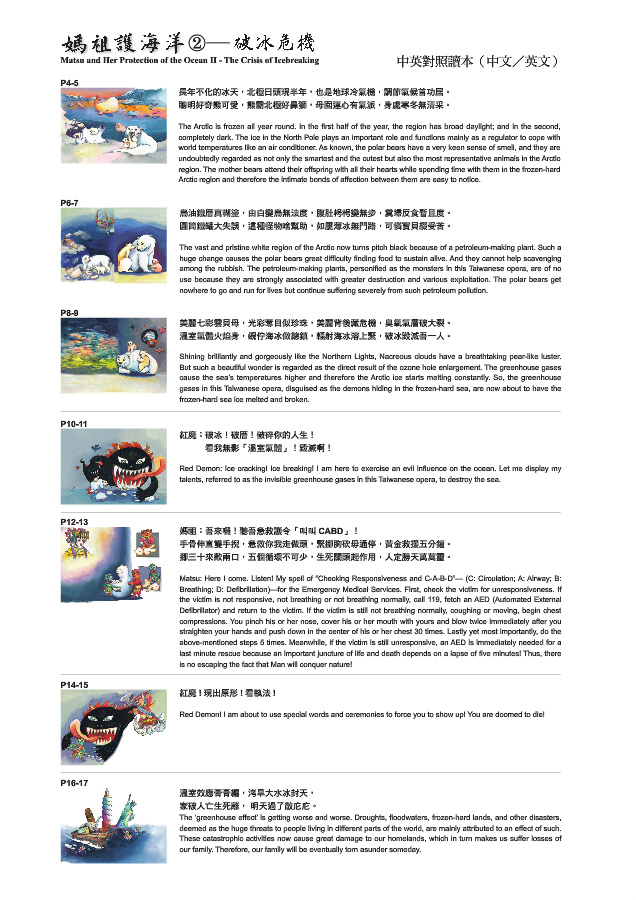 媽祖護海洋②——破冰危機
Matsu and Her Protection of the Ocean II - The Crisis of Icebreaking
中英對照讀本（中文／英文）
P4-5
長年不化的冰天，北極日頭現半年，也是地球冷氣機，調節氣候首功居。
聰明好奇熊可愛，熊霸北極好鼻獅，母囡連心有氣派，身處寒冬無清采。
The Arctic is frozen all year round. In the first half of the year, the region has broad daylight; and in the second,
completely dark. The ice in the North Pole plays an important role and functions mainly as a regulator to cope with
world temperatures like an air conditioner. As known, the polar bears have a very keen sense of smell, and they are
undoubtedly regarded as not only the smartest and the cutest but also the most representative animals in the Arctic
region. The mother bears attend their offspring with all their hearts while spending time with them in the frozen-hard
Arctic region and therefore the intimate bonds of affection between them are easy to notice.
P6-7
烏油鐵厝真糊塗，由白變烏無法度，腹肚枵枵變無步，糞埽反食暫且度。
圓筒鐵罐大失誤，這種怪物啥幫助，如履薄冰無門路，可憐寶貝艱受苦。
The vast and pristine white region of the Arctic now turns pitch black because of a petroleum-making plant. Such a
huge change causes the polar bears great difficulty finding food to sustain alive. And they cannot help scavenging
among the rubbish. The petroleum-making plants, personified as the monsters in this Taiwanese opera, are of no
use because they are strongly associated with greater destruction and various exploitation. The polar bears get
nowhere to go and run for lives but continue suffering severely from such petroleum pollution.
P8-9
美麗七彩雲貝母，光彩奪目似珍珠，美麗背後藏危機，臭氧氣層破大裂。
溫室氣體火焰身，覕佇海冰做總鎮，輻射海冰溶上緊，破冰毀滅吾一人。
Shining brilliantly and gorgeously like the Northern Lights, Nacreous clouds have a breathtaking pear-like luster.
But such a beautiful wonder is regarded as the direct result of the ozone hole enlargement. The greenhouse gases
cause the sea's temperatures higher and therefore the Arctic ice starts melting constantly. So, the greenhouse
gases in this Taiwanese opera, disguised as the demons hiding in the frozen-hard sea, are now about to have the
frozen-hard sea ice melted and broken.
P10-11
紅魔：破冰！破厝！破碎你的人生！
看我無影「溫室氣體」！毀滅啊！
Red Demon: Ice cracking! Ice breaking! I am here to exercise an evil influence on the ocean. Let me display my
talents, referred to as the invisible greenhouse gases in this Taiwanese opera, to destroy the sea.
P12-13
媽祖：吾來囉！聽吾急救護令「叫叫 CABD」！
手骨伸直雙手掜，急救你我走做頭，緊揤胸砍毋通停，黃金救援五分鐘。
揤三十來歕兩口，五個循環不可少，生死關頭起作用，人定勝天萬萬靈。
Matsu: Here I come. Listen! My spell of "Checking Responsiveness and C-A-B-D"— (C: Circulation; A: Airway; B:
Breathing; D: Defibrillation)—for the Emergency Medical Services. First, check the victim for unresponsiveness. If
the victim is not responsive, not breathing or not breathing normally, call 119, fetch an AED (Automated External
Defibrillator) and return to the victim. If the victim is still not breathing normally, coughing or moving, begin chest
compressions. You pinch his or her nose, cover his or her mouth with yours and blow twice immediately after you
straighten your hands and push down in the center of his or her chest 30 times. Lastly yet most importantly, do the
above-mentioned steps 5 times. Meanwhile, if the victim is still unresponsive, an AED is immediately needed for a
last minute rescue because an important juncture of life and death depends on a lapse of five minutes! Thus, there
is no escaping the fact that Man will conquer nature!
P14-15
紅魔！現出原形！看執法！
Red Demon! I am about to use special words and ceremonies to force you to show up! You are doomed to die!
P16-17
溫室效應膏膏纏，洘旱大水冰封天，
家破人亡生死離，明天過了散庇庇。
The 'greenhouse effect' is getting worse and worse. Droughts, floodwaters, frozen-hard lands, and other disasters,
deemed as the huge threats to people living in different parts of the world, are mainly attributed to an effect of such.
These catastrophic activities now cause great damage to our homelands, which in turn makes us suffer losses of
our family. Therefore, our family will be eventually torn asunder someday.